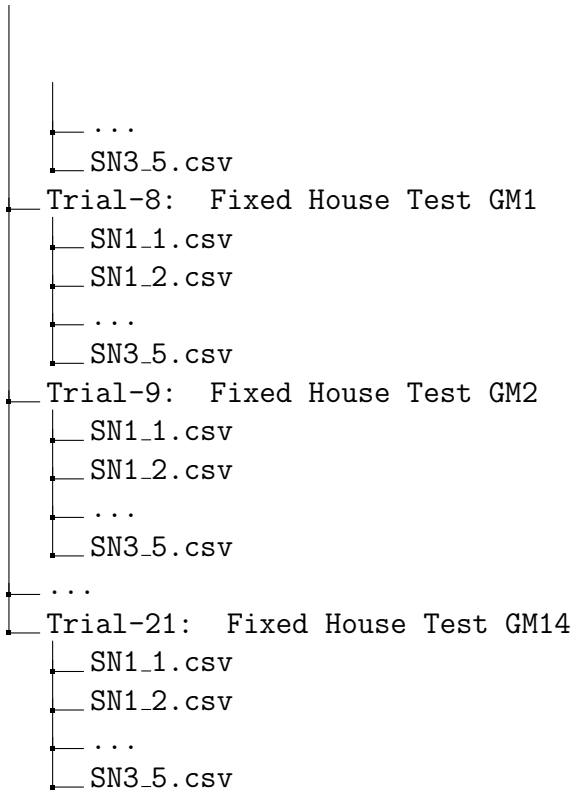 ...
SN3_5.csv
Trial-8: Fixed House Test GM1
SN1_1.csv
SN1_2.csv
...
SN3_5.csv
Trial-9: Fixed House Test GM2
SN1_1.csv
SN1_2.csv
...
SN3_5.csv
...
Trial-21: Fixed House Test GM14
SN1_1.csv
SN1_2.csv
...
SN3_5.csv